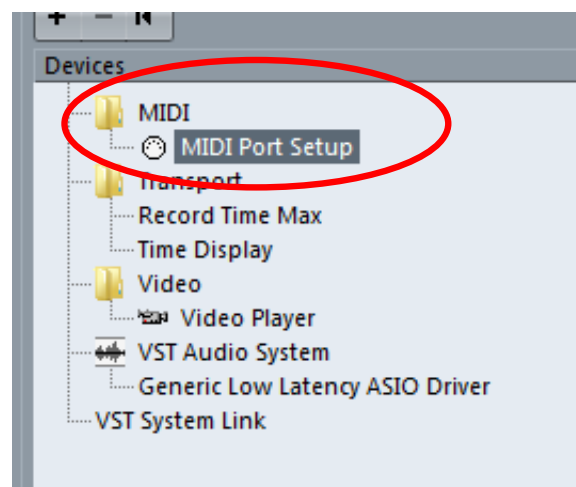 Devices
MIDI
MIDI Port Setup
Transport
Record Time Max
Time Display
Video
Video Player
VST Audio System
Generic Low Latency ASIO Driver
VST System Link